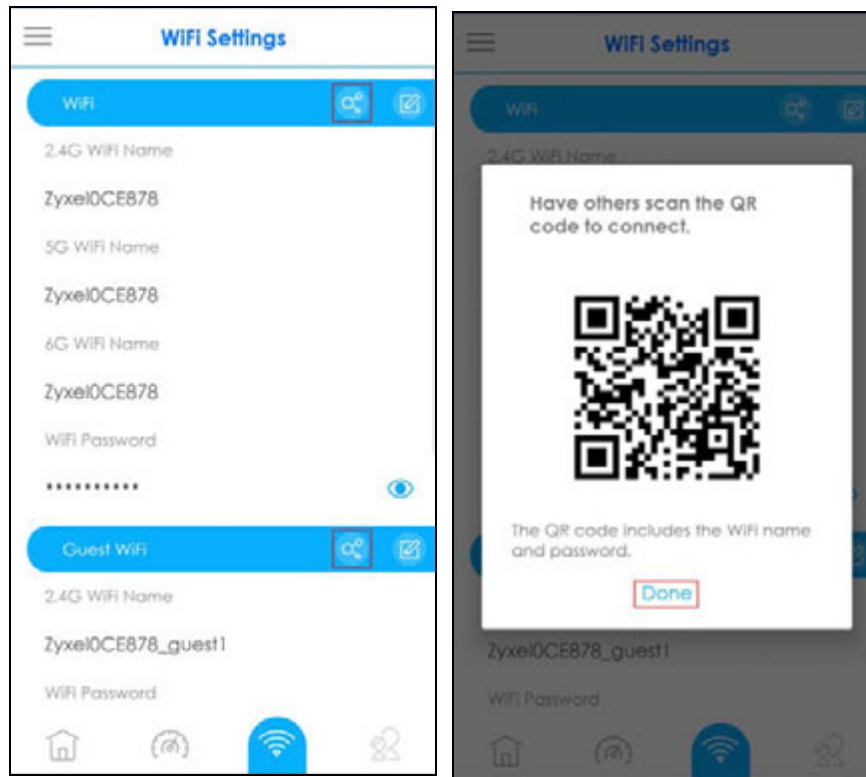 WiFi Settings
WiFi
2.4G WiFi Name
Zyxel0CE878
5G WiFi Name
Zyxel0CE878
6G WiFi Name
Zyxel0CE878
WiFi Password
••••••••••
Guest WiFi
2.4G WiFi Name
Zyxel0CE878_guest1
WiFi Password
WiFi Settings
WiFi
2.4G WiFi Name
Have others scan the QR
code to connect.
The QR code includes the WiFi name
and password.
Done
Zyxel0CE878_guest1
WiFi Password